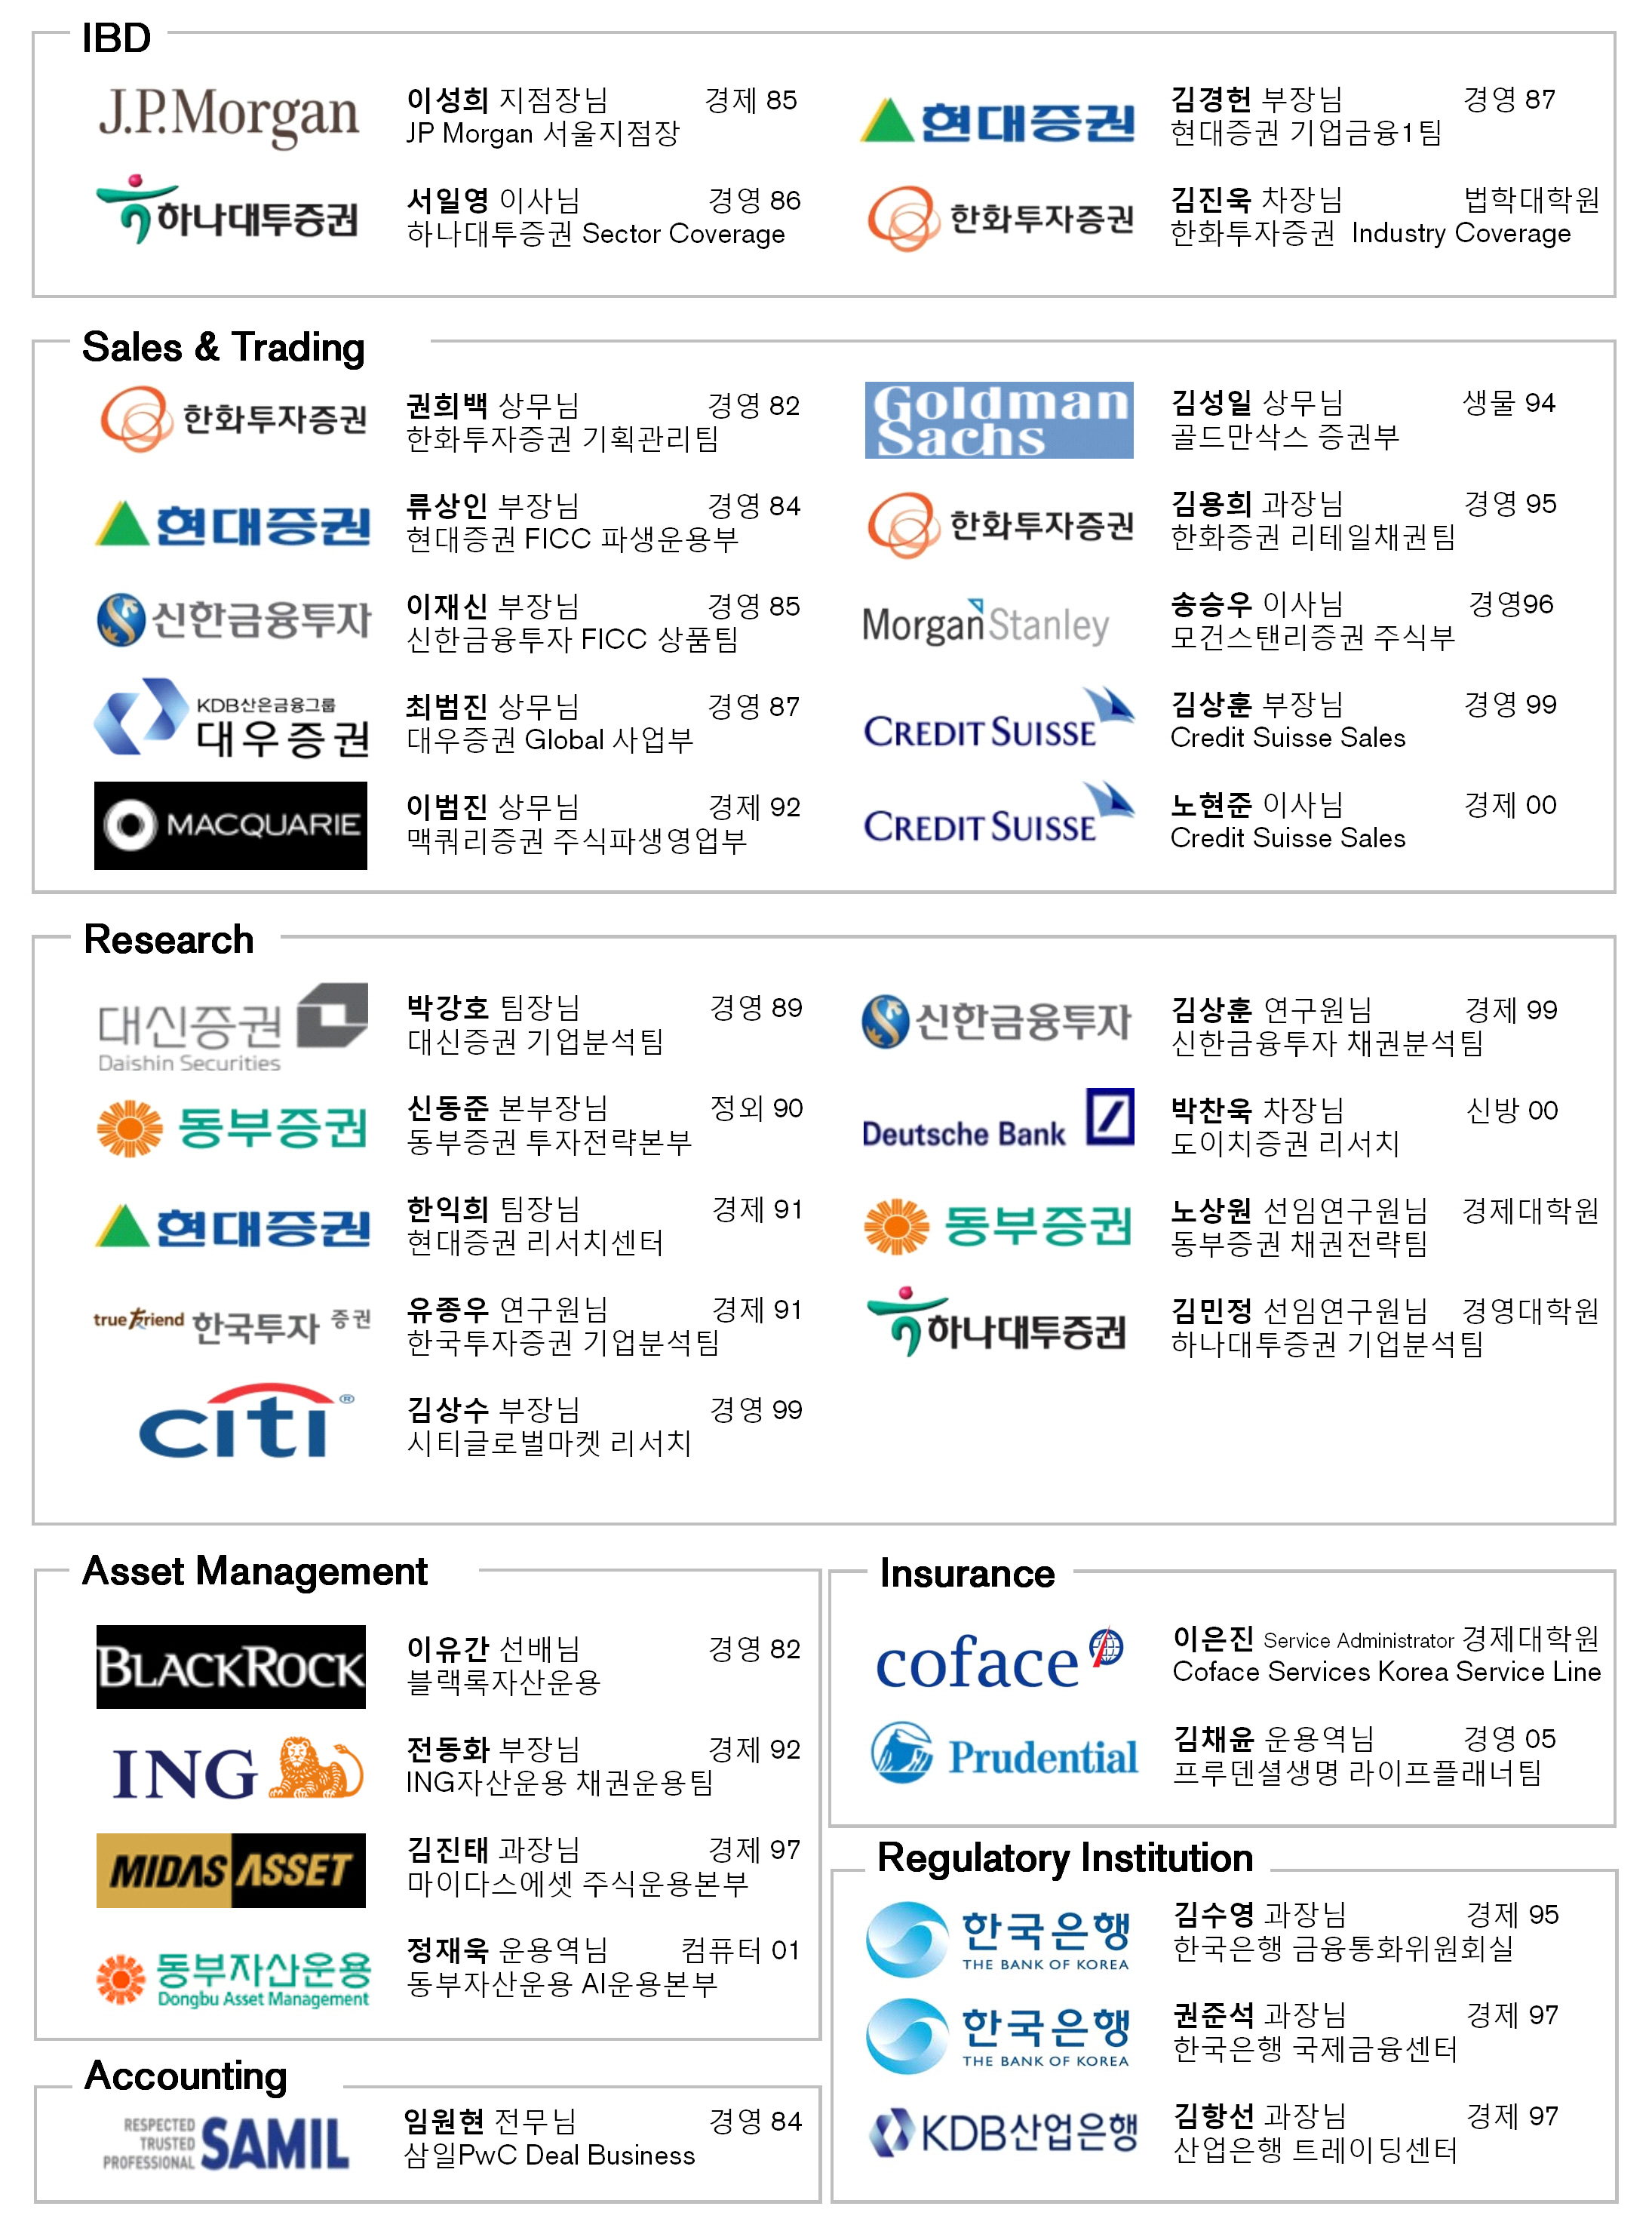 IBD
J.P.Morgan
이성희 지점장님 경제 85
JP Morgan 서울지점장
현대증권
김경헌 부장님 경영 87
현대증권 기업금융1팀
하나대투증권
서일영 이사님 경영 86
하나대투증권 Sector Coverage
한화투자증권
김진욱 차장님 법학대학원
한화투자증권 Industry Coverage
Sales & Trading
한화투자증권
권희백 상무님 경영 82
한화투자증권 기획관리팀
Goldman
Sachs
김성일 상무님 생물 94
골드만삭스 증권부
현대증권
류상인 부장님 경영 84
현대증권 FICC 파생운용부
한화투자증권
김용희 과장님 경영 95
한화증권 리테일채권팀
신한금융투자
이재신 부장님 경영 85
신한금융투자 FICC 상품팀
Morgan Stanley
송승우 이사님 경영96
모건스탠리증권 주식부
KDB산은금융그룹
대우증권
최범진 상무님 경영 87
대우증권 Global 사업부
CREDIT SUISSE
김상훈 부장님 경영 99
Credit Suisse Sales
MACQUARIE
이범진 상무님 경제 92
맥쿼리증권 주식파생영업부
CREDIT SUISSE
노현준 이사님 경제 00
Credit Suisse Sales
Research
대신증권
Daishin Securities
박강호 팀장님 경영 89
대신증권 기업분석팀
신한금융투자
김상훈 연구원님 경제 99
신한금융투자 채권분석팀
동부증권
신동준 본부장님 정외 90
동부증권 투자전략본부
Deutsche Bank
박찬욱 차장님 신방 00
도이치증권 리서치
현대증권
한익희 팀장님 경제 91
현대증권 리서치센터
동부증권
노상원 선임연구원님 경제대학원
동부증권 채권전략팀
true Friend 한국투자 증권
유종우 연구원님 경제 91
한국투자증권 기업분석팀
하나대투증권
김민정 선임연구원님 경영대학원
하나대투증권 기업분석팀
citi ®
김상수 부장님 경영 99
시티글로벌마켓 리서치
Asset Management
BLACKROCK
이유간 선배님 경영 82
블랙록자산운용
ING
전동화 부장님 경제 92
ING자산운용 채권운용팀
MIDAS ASSET
김진태 과장님 경제 97
마이다스에셋 주식운용본부
동부자산운용
Dongbu Asset Management
정재욱 운용역님 컴퓨터 01
동부자산운용 AI운용본부
Insurance
coface
이은진 Service Administrator 경제대학원
Coface Services Korea Service Line
Prudential
김채윤 운용역님 경영 05
프루덴셜생명 라이프플래너팀
Regulatory Institution
한국은행
THE BANK OF KOREA
김수영 과장님 경제 95
한국은행 금융통화위원회실
한국은행
THE BANK OF KOREA
권준석 과장님 경제 97
한국은행 국제금융센터
KDB산업은행
김항선 과장님 경제 97
산업은행 트레이딩센터
Accounting
RESPECTED
TRUSTED
PROFESSIONAL
SAMIL
임원현 전무님 경영 84
삼일PwC Deal Business